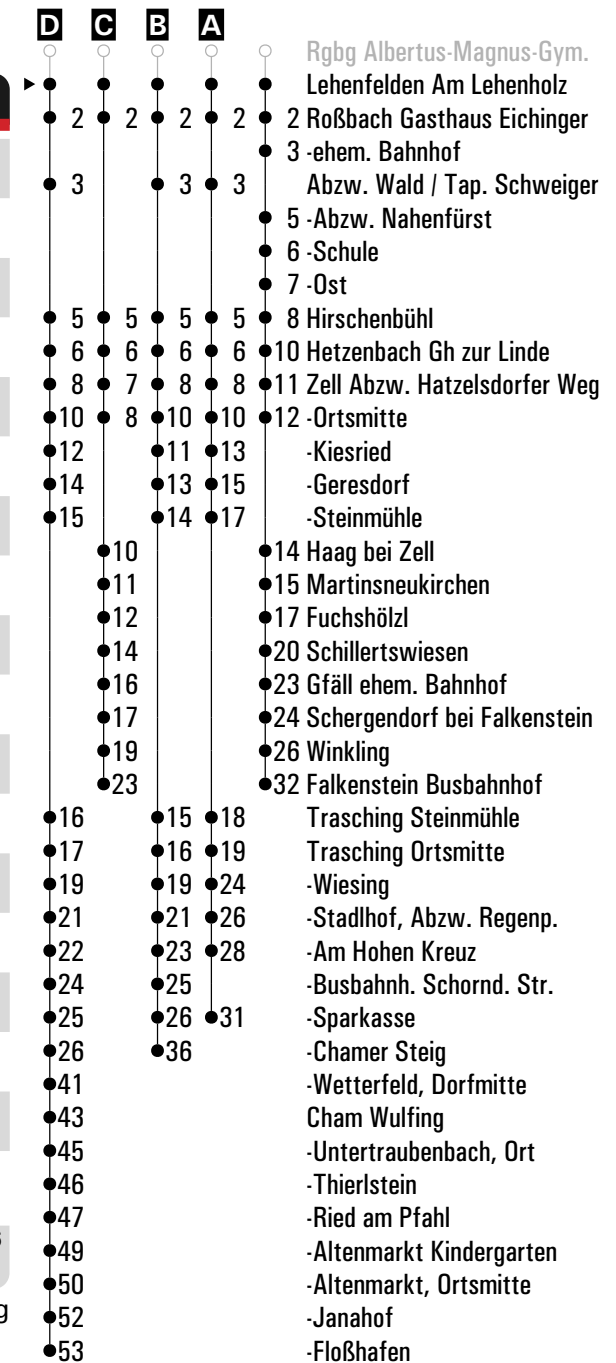 D C B A
Rgbg Albertus-Magnus-Gym.
Lehenfelden Am Lehenholz
2 2 2 2 2 Roßbach Gasthaus Eichinger
3 -ehem. Bahnhof
3 3 3 Abzw. Wald / Tap. Schweiger
5 -Abzw. Nahenfürst
6 -Schule
7 -Ost
5 5 5 5 8 Hirschenbühl
6 6 6 6 10 Hetzenbach Gh zur Linde
8 7 8 8 11 Zell Abzw. Hatzelsdorfer Weg
10 8 10 10 12 -Ortsmitte
12 11 13 -Kiesried
14 13 15 -Geresdorf
15 14 17 -Steinmühle
10 14 Haag bei Zell
11 15 Martinsneukirchen
12 17 Fuchshölzl
14 20 Schillertswiesen
16 23 Gfäll ehem. Bahnhof
17 24 Schergendorf bei Falkenstein
19 26 Winkling
23 32 Falkenstein Busbahnhof
16 15 18 Trasching Steinmühle
17 16 19 Trasching Ortsmitte
19 19 24 -Wiesing
21 21 26 -Stadlhof, Abzw. Regenp.
22 23 28 -Am Hohen Kreuz
24 25 -Busbahnh. Schornd. Str.
25 26 31 -Sparkasse
26 36 -Chamer Steig
41 -Wetterfeld, Dorfmitte
43 Cham Wulfing
45 -Untertraubenbach, Ort
46 -Thierlstein
47 -Ried am Pfahl
49 -Altenmarkt Kindergarten
50 -Altenmarkt, Ortsmitte
52 -Janahof
53 -Floßhafen